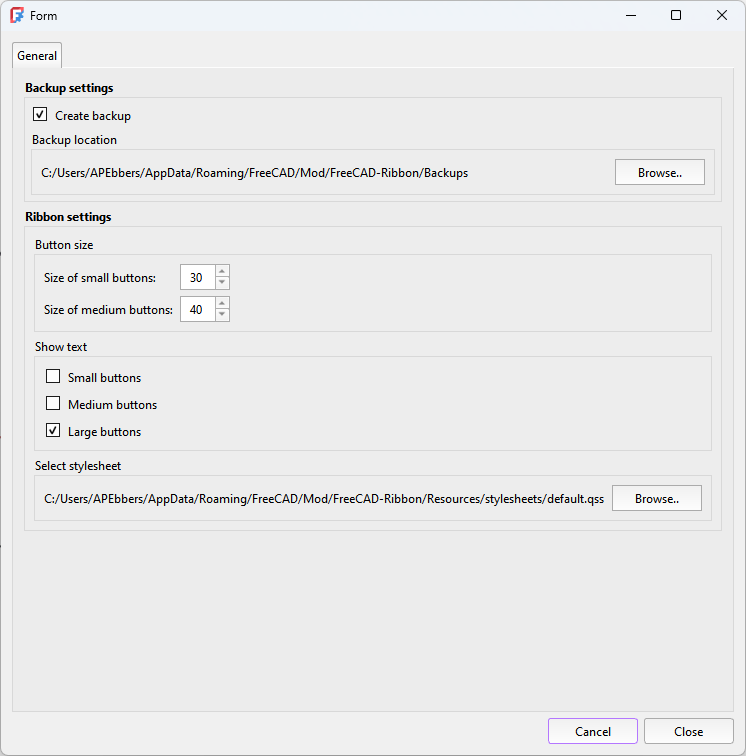 Form
General
Backup settings
Create backup
Backup location
C:/Users/APEbbers/AppData/Roaming/FreeCAD/Mod/FreeCAD-Ribbon/Backups
Browse..
Ribbon settings
Button size
Size of small buttons: 30
Size of medium buttons: 40
Show text
Small buttons
Medium buttons
Large buttons
Select stylesheet
C:/Users/APEbbers/AppData/Roaming/FreeCAD/Mod/FreeCAD-Ribbon/Resources/stylesheets/default.qss
Browse..
Cancel
Close